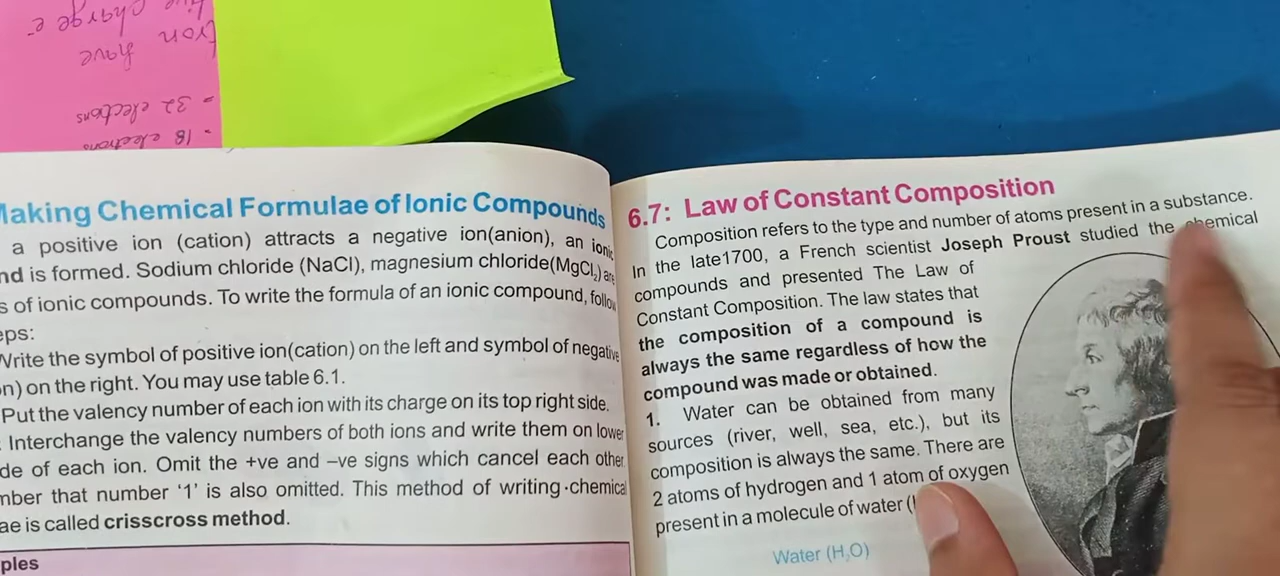 charge e
tron have
= 32 electrons
= 18 electrons
Making Chemical Formulae of Ionic Compounds
a positive ion (cation) attracts a negative ion(anion), an ionic
nd is formed. Sodium chloride (NaCl), magnesium chloride(MgCl₂) are
s of ionic compounds. To write the formula of an ionic compound, follow
eps:
Write the symbol of positive ion(cation) on the left and symbol of negative
n) on the right. You may use table 6.1.
Put the valency number of each ion with its charge on its top right side.
Interchange the valency numbers of both ions and write them on lower
de of each ion. Omit the +ve and –ve signs which cancel each other.
mber that number ‘1’ is also omitted. This method of writing chemical
ae is called crisscross method.
ples
6.7: Law of Constant Composition
Composition refers to the type and number of atoms present in a substance.
In the late1700, a French scientist Joseph Proust studied the chemical
compounds and presented The Law of
Constant Composition. The law states that
the composition of a compound is
always the same regardless of how the
compound was made or obtained.
1. Water can be obtained from many
sources (river, well, sea, etc.), but its
composition is always the same. There are
2 atoms of hydrogen and 1 atom of oxygen
present in a molecule of water (
Water (H₂O)